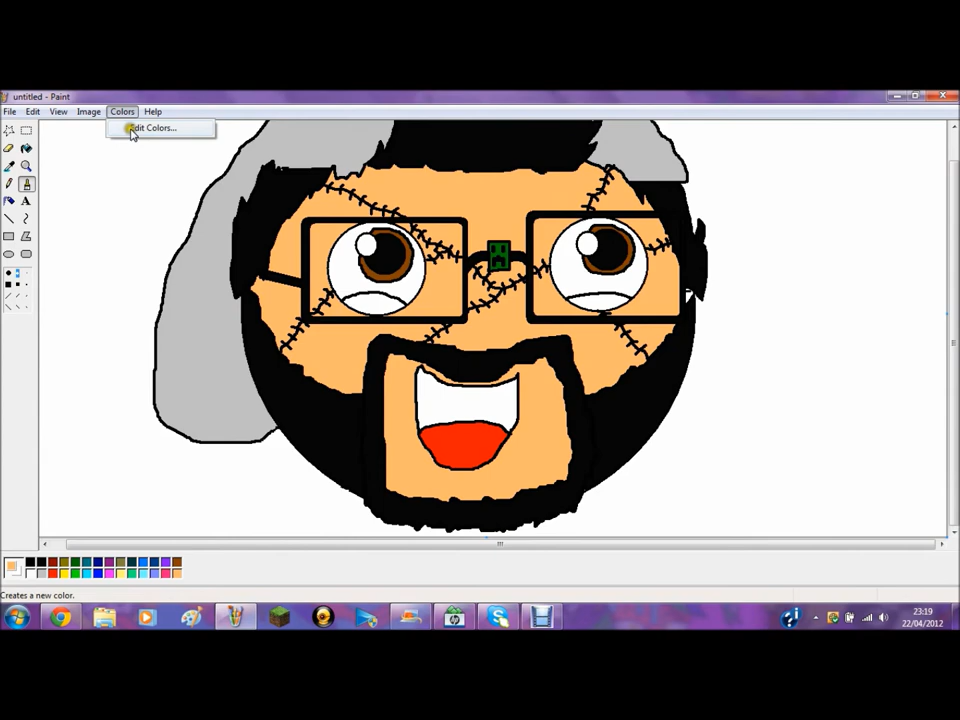 untitled - Paint
File Edit View Image Colors Help
Edit Colors...
Creates a new color.
23:19
22/04/2012